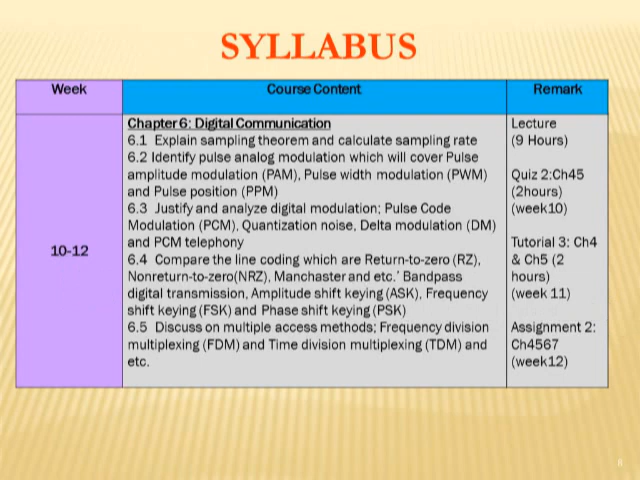 SYLLABUS
Week
Course Content
Remark
10-12
Chapter 6: Digital Communication
6.1 Explain sampling theorem and calculate sampling rate
6.2 Identify pulse analog modulation which will cover Pulse
amplitude modulation (PAM), Pulse width modulation (PWM)
and Pulse position (PPM)
6.3 Justify and analyze digital modulation; Pulse Code
Modulation (PCM), Quantization noise, Delta modulation (DM)
and PCM telephony
6.4 Compare the line coding which are Return-to-zero (RZ),
Nonreturn-to-zero(NRZ), Manchaster and etc.' Bandpass
digital transmission, Amplitude shift keying (ASK), Frequency
shift keying (FSK) and Phase shift keying (PSK)
6.5 Discuss on multiple access methods; Frequency division
multiplexing (FDM) and Time division multiplexing (TDM) and
etc.
Lecture
(9 Hours)
Quiz 2:Ch45
(2hours)
(week10)
Tutorial 3: Ch4
& Ch5 (2
hours)
(week 11)
Assignment 2:
Ch4567
(week12)
8